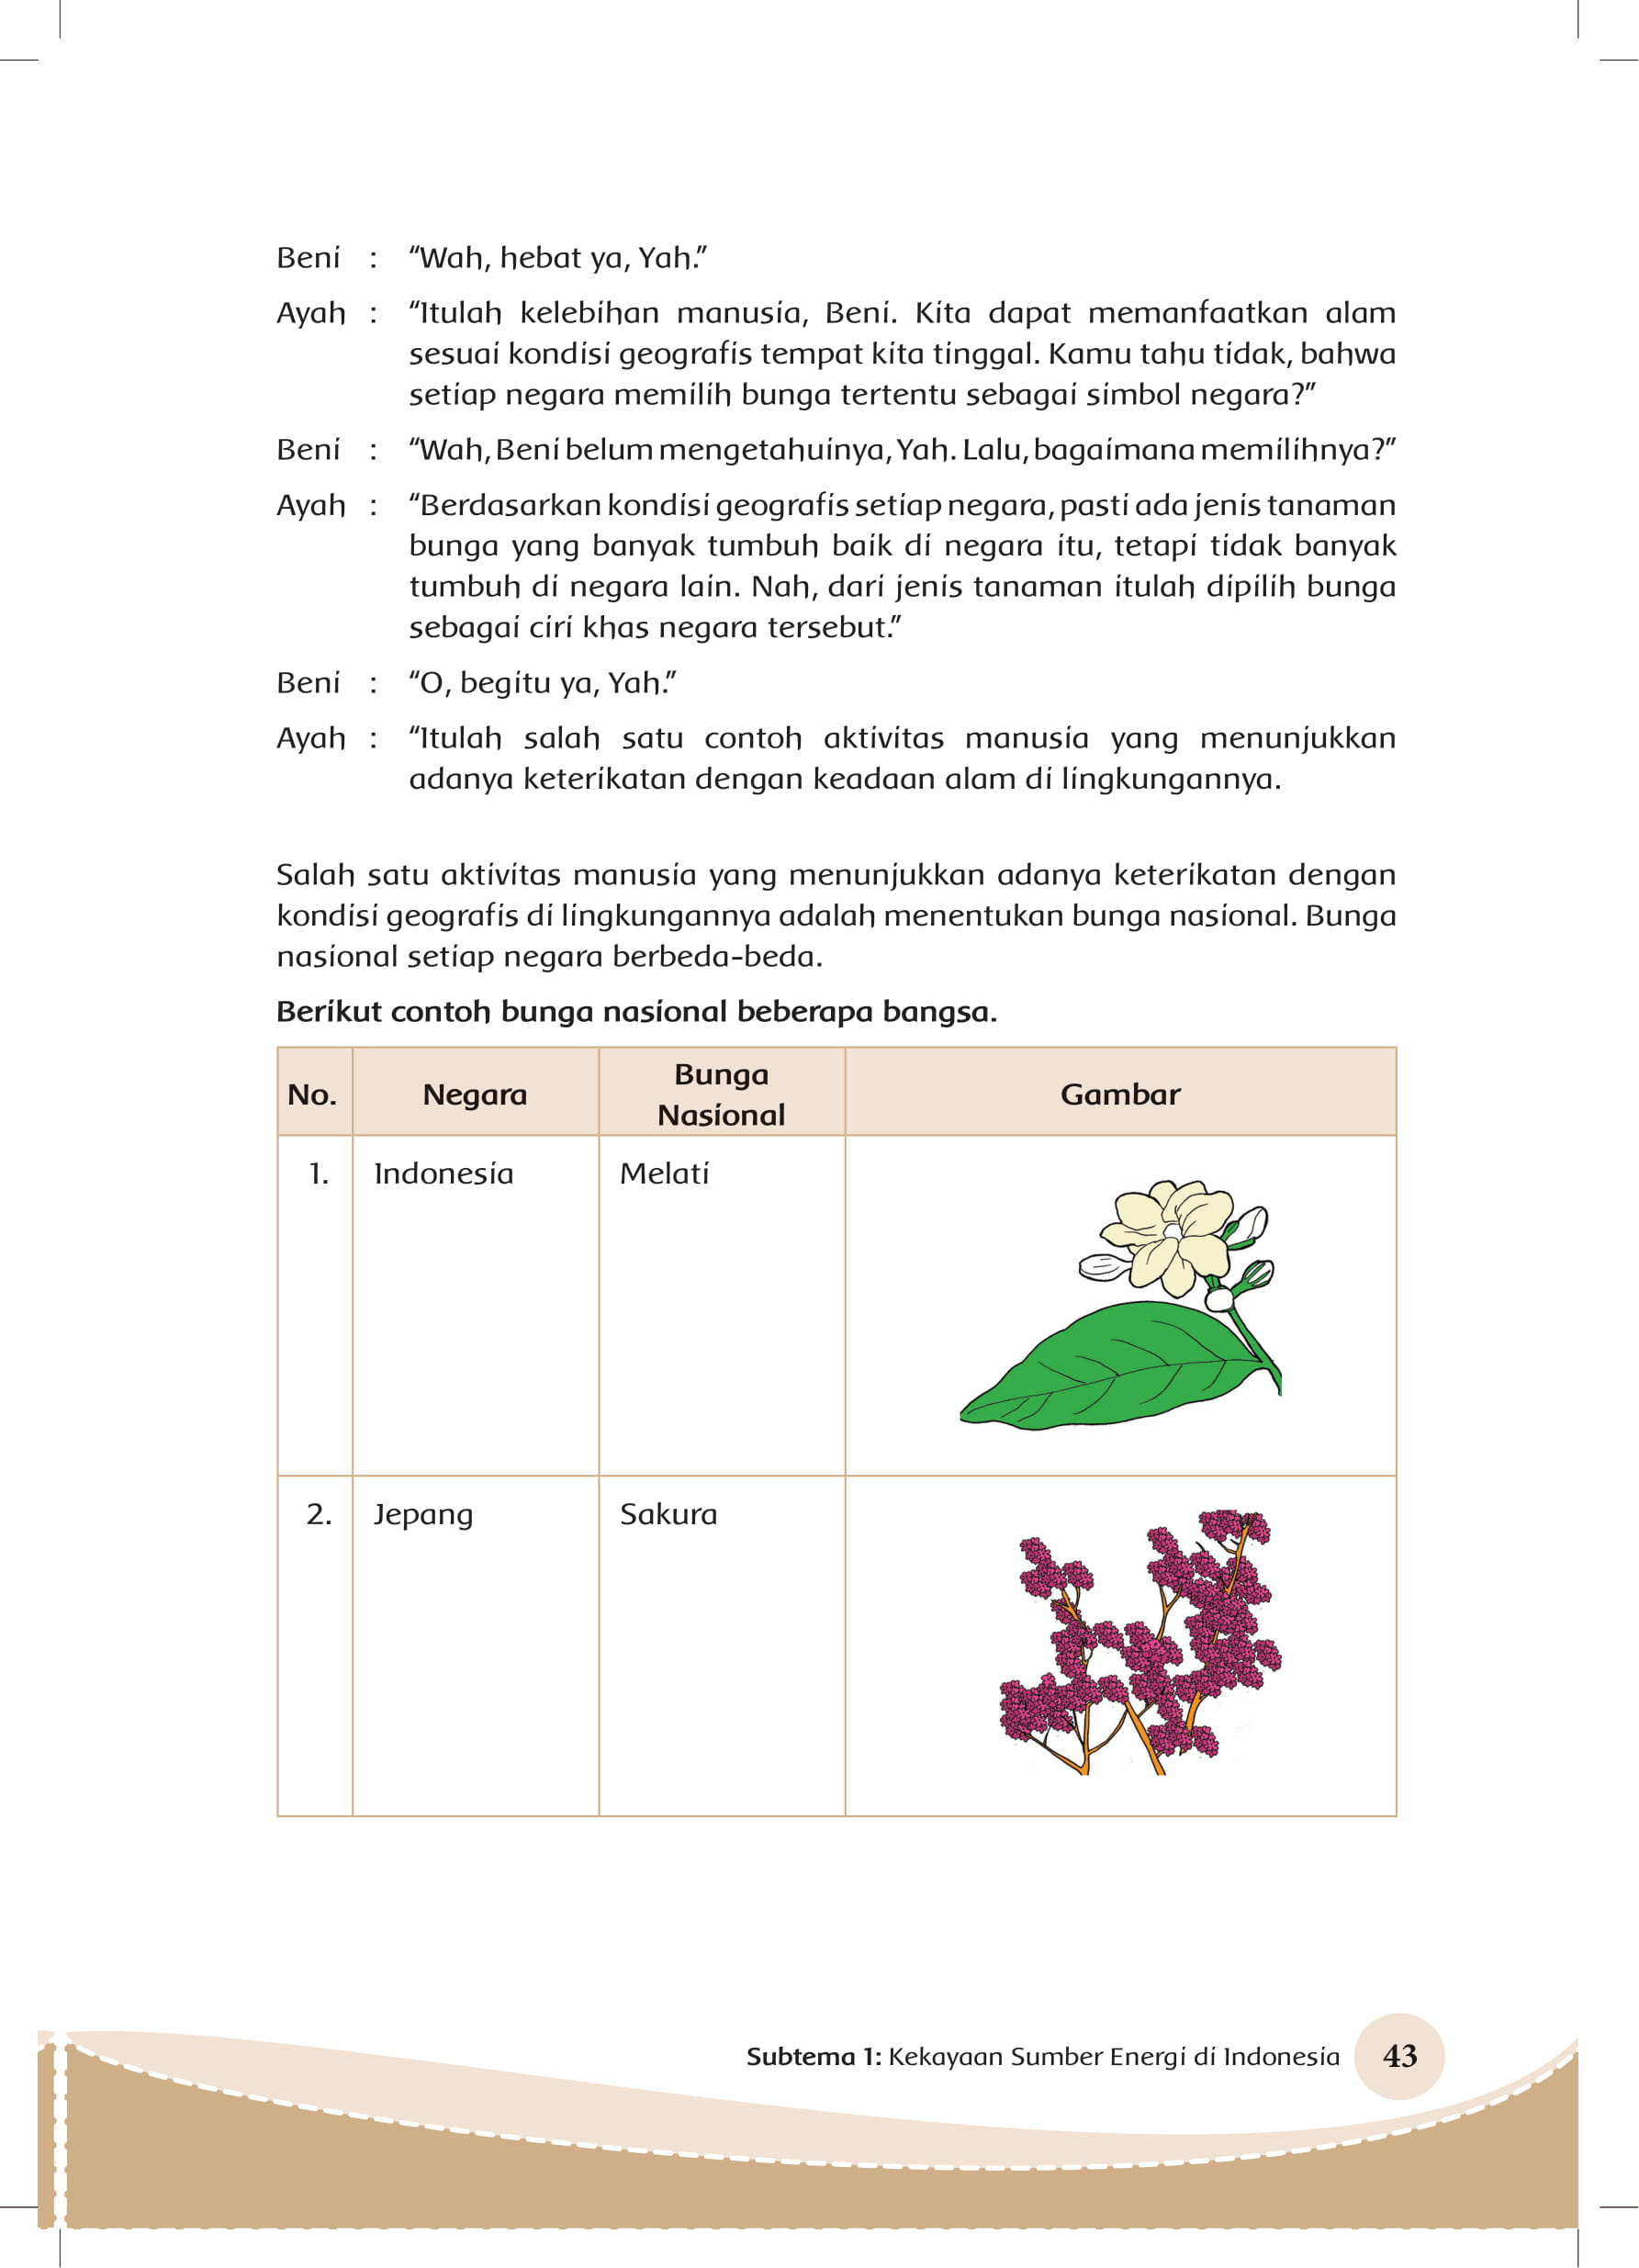 Beni : “Wah, hebat ya, Yah.”
Ayah : “Itulah kelebihan manusia, Beni. Kita dapat memanfaatkan alam
sesuai kondisi geografis tempat kita tinggal. Kamu tahu tidak, bahwa
setiap negara memilih bunga tertentu sebagai simbol negara?”
Beni : “Wah, Beni belum mengetahuinya, Yah. Lalu, bagaimana memilihnya?”
Ayah : “Berdasarkan kondisi geografis setiap negara, pasti ada jenis tanaman
bunga yang banyak tumbuh baik di negara itu, tetapi tidak banyak
tumbuh di negara lain. Nah, dari jenis tanaman itulah dipilih bunga
sebagai ciri khas negara tersebut.”
Beni : “O, begitu ya, Yah.”
Ayah : “Itulah salah satu contoh aktivitas manusia yang menunjukkan
adanya keterikatan dengan keadaan alam di lingkungannya.
Salah satu aktivitas manusia yang menunjukkan adanya keterikatan dengan
kondisi geografis di lingkungannya adalah menentukan bunga nasional. Bunga
nasional setiap negara berbeda-beda.
Berikut contoh bunga nasional beberapa bangsa.
No. Negara Bunga Nasional Gambar
1. Indonesia Melati
2. Jepang Sakura
Subtema 1: Kekayaan Sumber Energi di Indonesia 43